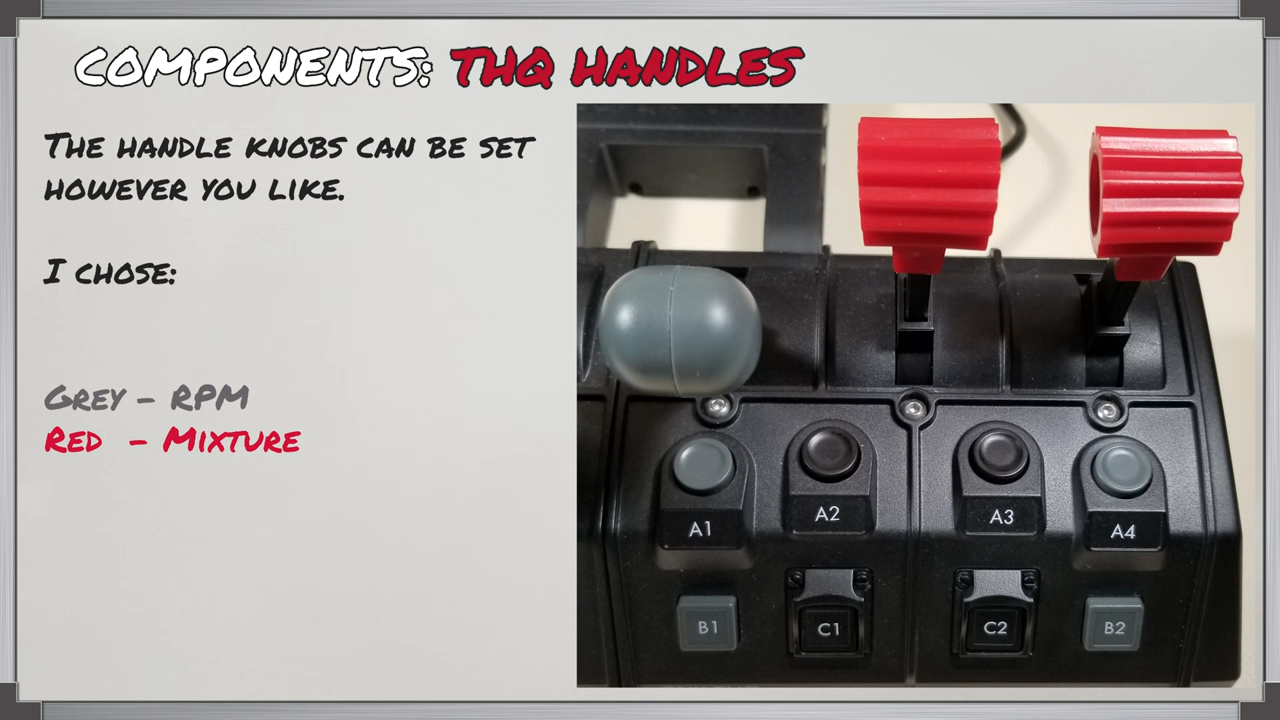 COMPONENTS: THQ HANDLES
THE HANDLE KNOBS CAN BE SET
HOWEVER YOU LIKE.
I CHOSE:
GREY - RPM
RED - MIXTURE
A1 A2 A3 A4
B1 C1 C2 B2